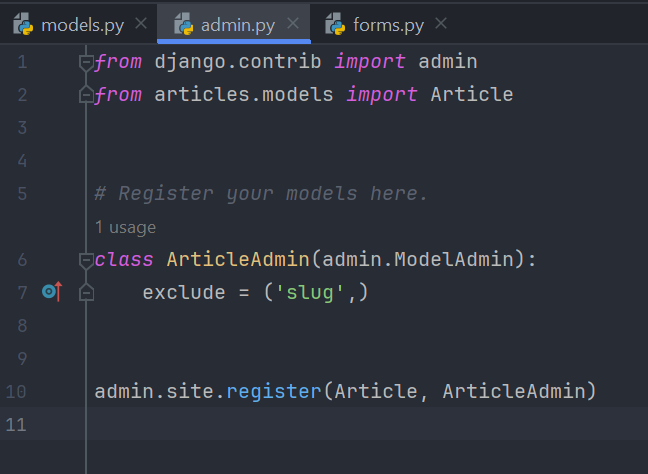 models.py admin.py forms.py
1 from django.contrib import admin
2 from articles.models import Article
3
4
5 # Register your models here.
1 usage
6 class ArticleAdmin(admin.ModelAdmin):
7     exclude = ('slug',)
8
9
10 admin.site.register(Article, ArticleAdmin)
11